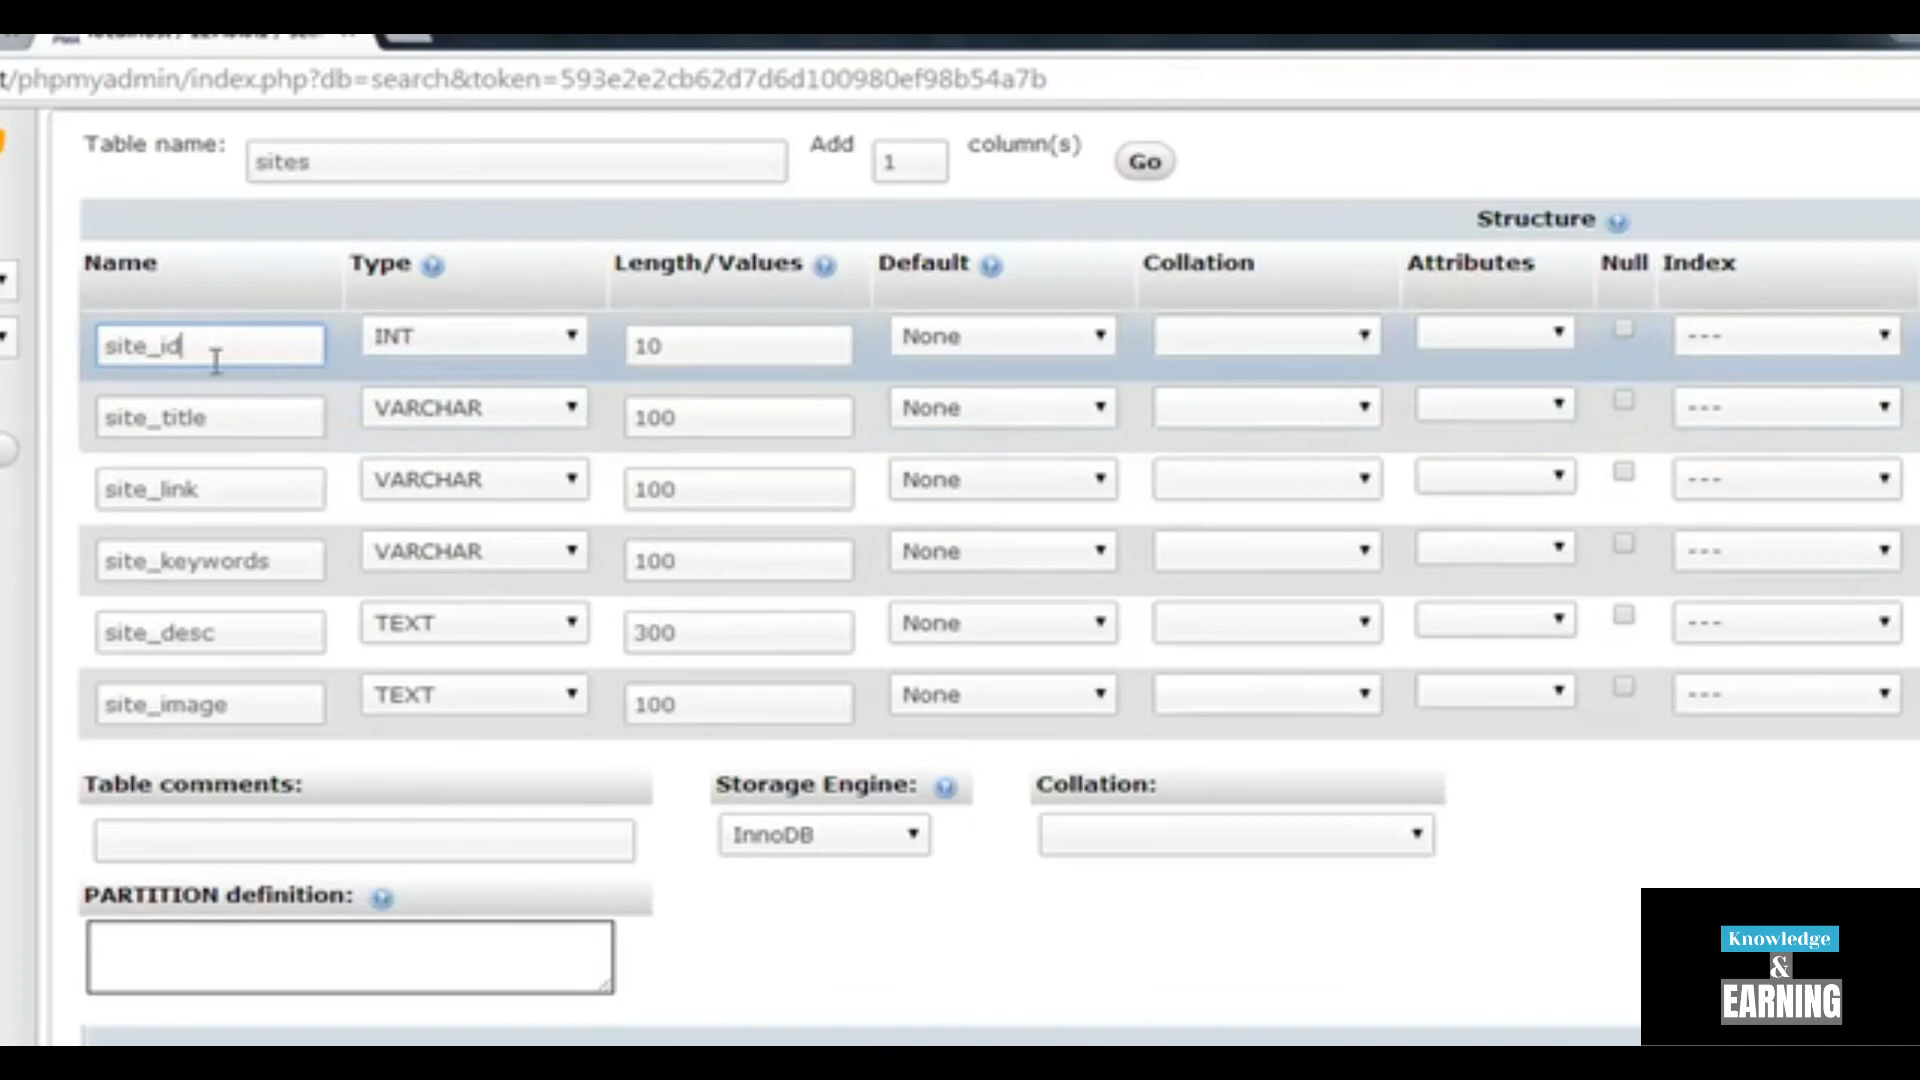 t/phpmyadmin/index.php?db=search&token=593e2e2cb62d7d6d100980ef98b54a7b
Table name: sites Add 1 column(s) Go
Structure
Name Type Length/Values Default Collation Attributes Null Index
site_id INT 10 None ---
site_title VARCHAR 100 None ---
site_link VARCHAR 100 None ---
site_keywords VARCHAR 100 None ---
site_desc TEXT 300 None ---
site_image TEXT 100 None ---
Table comments: Storage Engine: Collation:
InnoDB
PARTITION definition:
Knowledge
&
EARNING